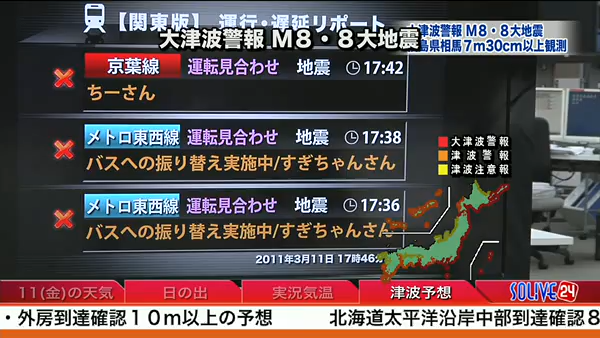 【関東版】 運行・遅延リポート
大津波警報 M8・8大地震
大津波警報 M8・8大地震
島県相馬7m30cm以上観測
京葉線 運転見合わせ 地震 17:42
ちーさん
メトロ東西線 運転見合わせ 地震 17:38
バスへの振り替え実施中/すぎちゃんさん
メトロ東西線 運転見合わせ 地震 17:36
バスへの振り替え実施中/すぎちゃんさん
2011年3月11日 17時46分
大津波警報
津波警報
津波注意報
11(金)の天気 日の出 実況気温 津波予想 SOLiVE24
・外房到達確認10m以上の予想 北海道太平洋沿岸中部到達確認8